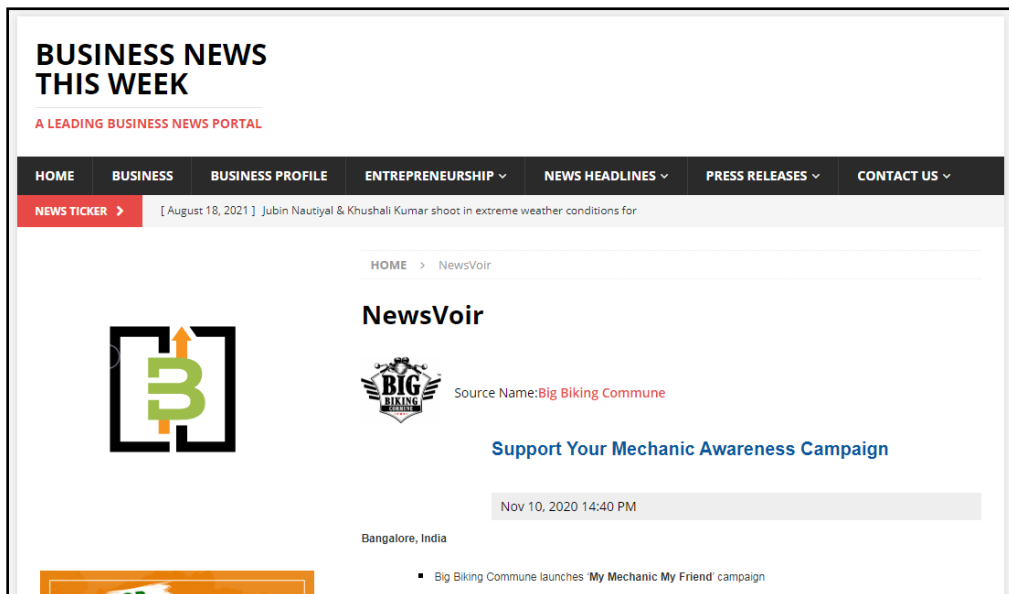 BUSINESS NEWS
THIS WEEK
A LEADING BUSINESS NEWS PORTAL
HOME BUSINESS BUSINESS PROFILE ENTREPRENEURSHIP NEWS HEADLINES PRESS RELEASES CONTACT US
NEWS TICKER [ August 18, 2021 ] Jubin Nautiyal & Khushali Kumar shoot in extreme weather conditions for
HOME > NewsVoir
NewsVoir
B
BIG
BIKING
COMMUNE
Source Name:Big Biking Commune
Support Your Mechanic Awareness Campaign
Nov 10, 2020 14:40 PM
Bangalore, India
▪ Big Biking Commune launches ‘My Mechanic My Friend’ campaign